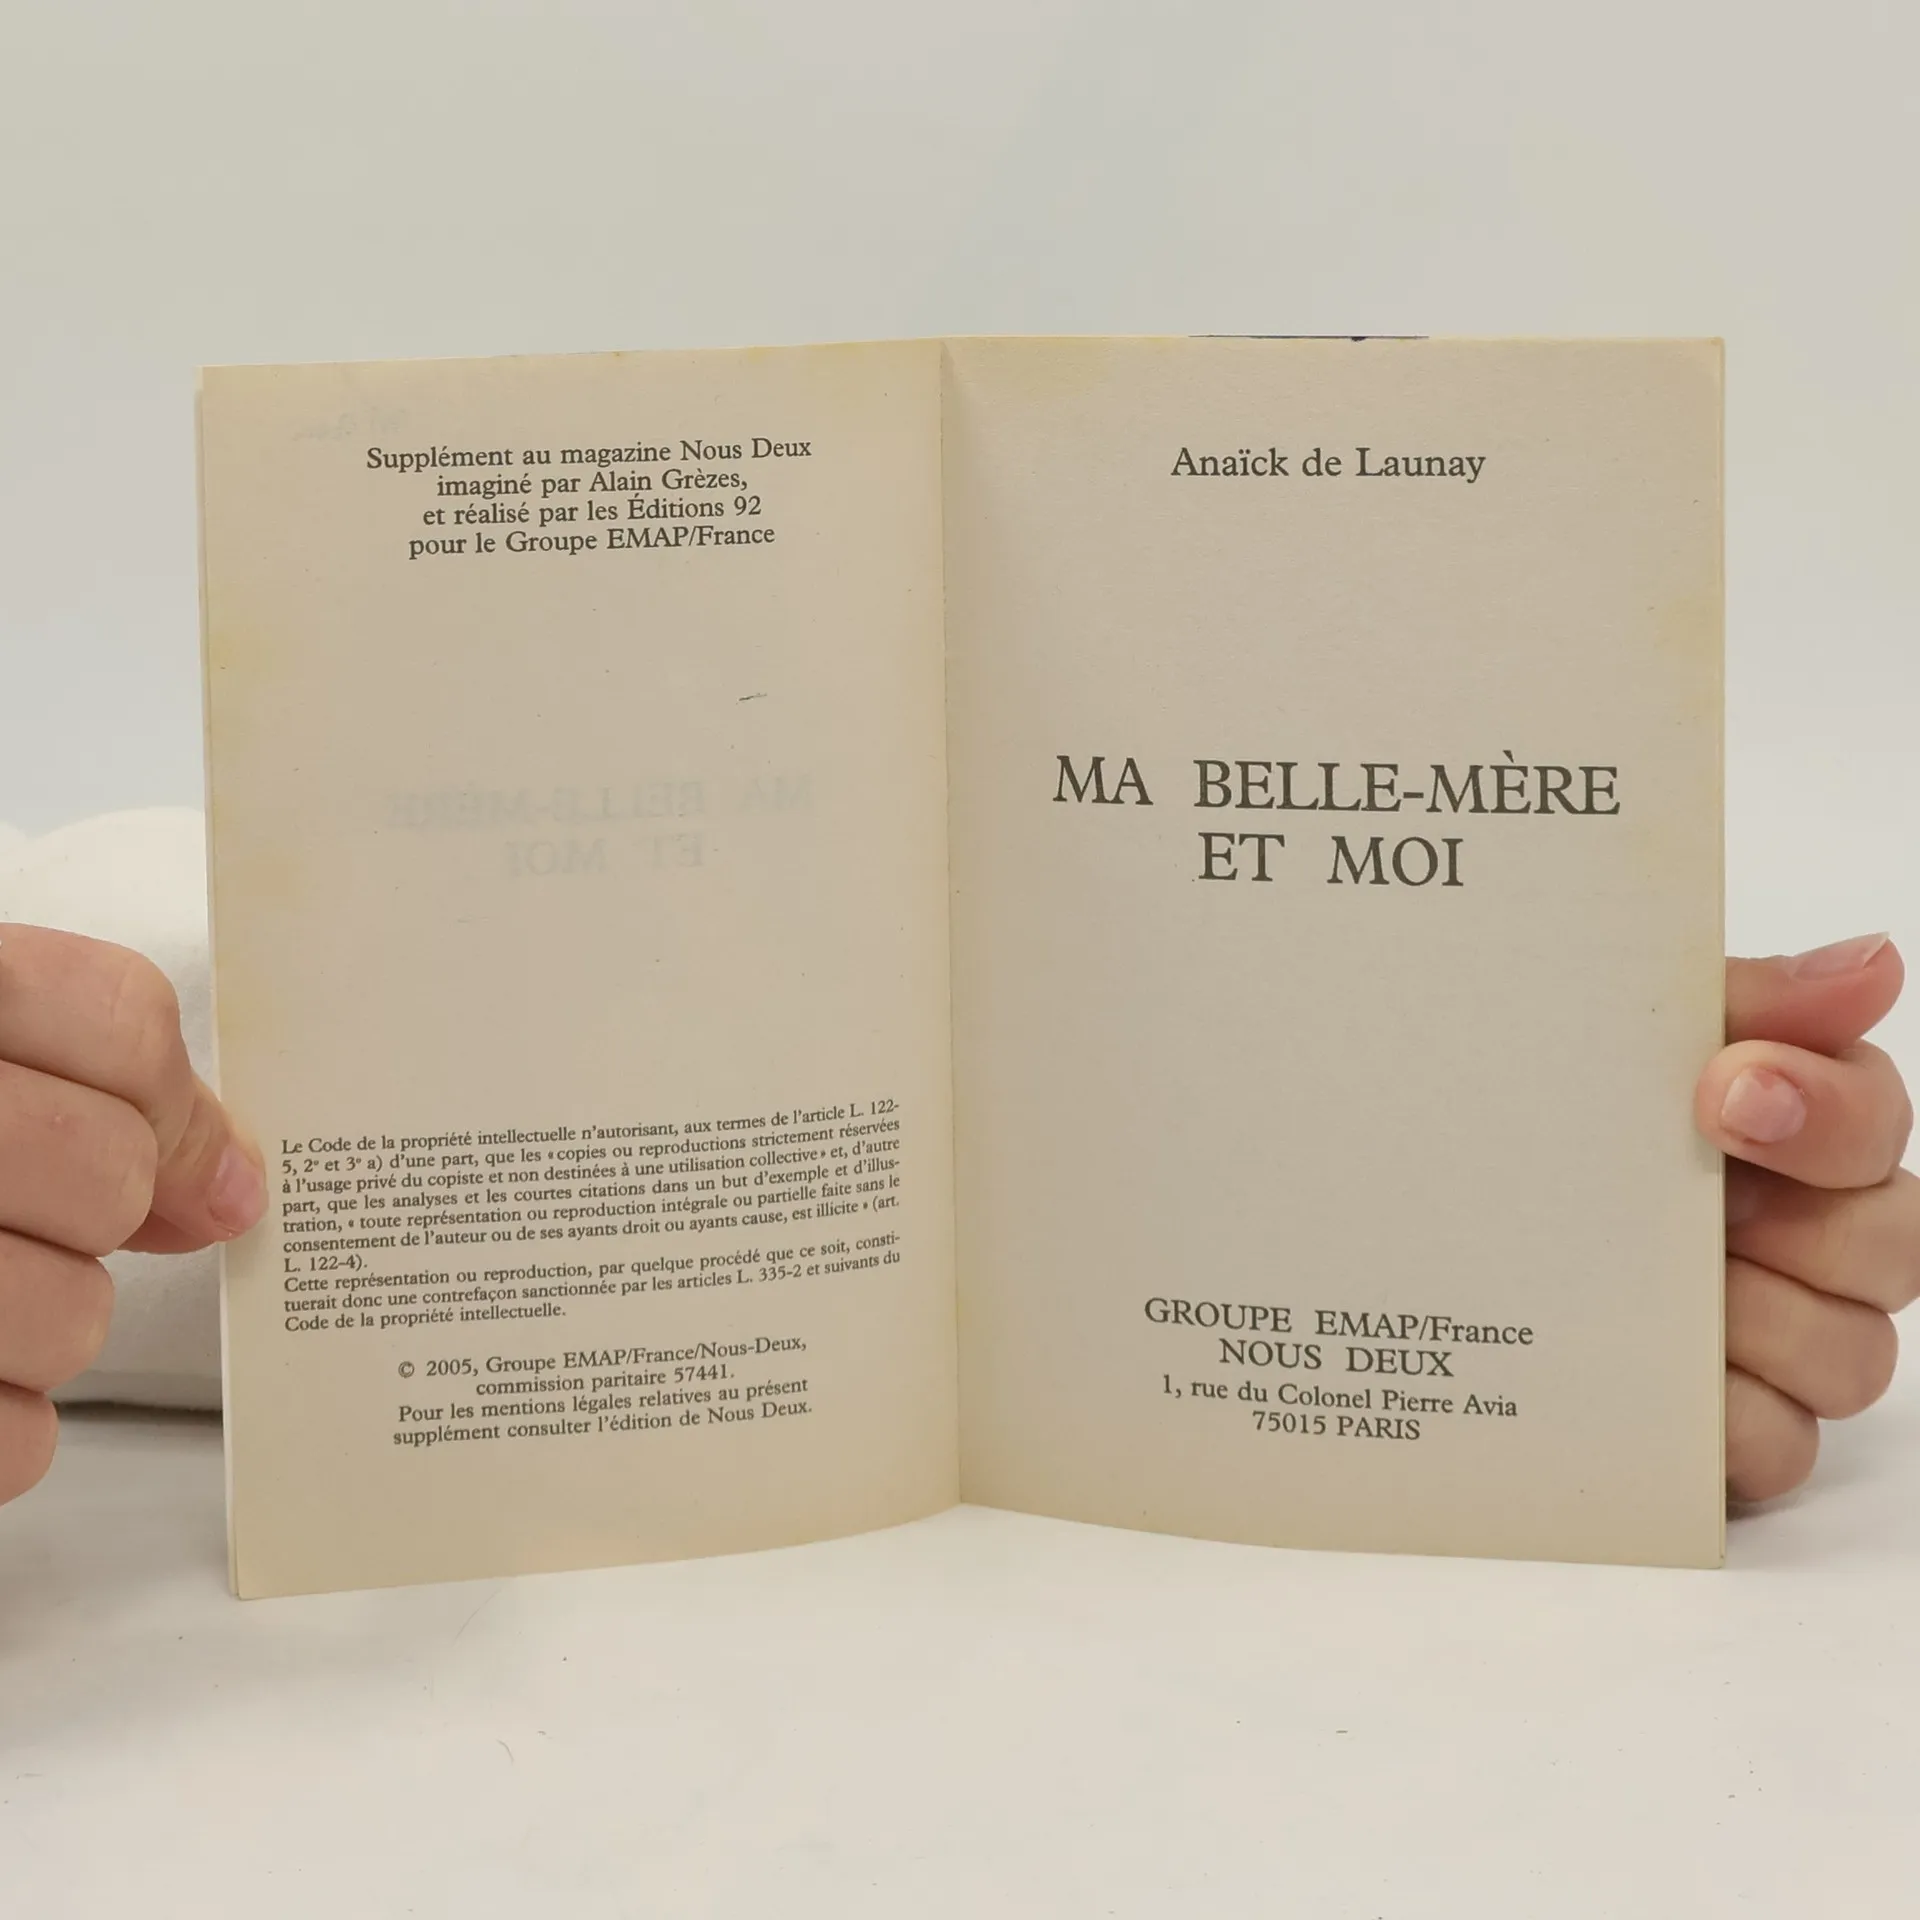 Supplément au magazine Nous Deux
imaginé par Alain Grèzes,
et réalisé par les Éditions 92
pour le Groupe EMAP/France
Le Code de la propriété intellectuelle n'autorisant, aux termes de l'article L. 122-
5, 2° et 3° a) d'une part, que les « copies ou reproductions strictement réservées
à l'usage privé du copiste et non destinées à une utilisation collective » et, d'autre
part, que les analyses et les courtes citations dans un but d'exemple et d'illus-
tration, « toute représentation ou reproduction intégrale ou partielle faite sans le
consentement de l'auteur ou de ses ayants droit ou ayants cause, est illicite » (art.
L. 122-4).
Cette représentation ou reproduction, par quelque procédé que ce soit, consti-
tuerait donc une contrefaçon sanctionnée par les articles L. 335-2 et suivants du
Code de la propriété intellectuelle.
© 2005, Groupe EMAP/France/Nous-Deux,
commission paritaire 57441.
Pour les mentions légales relatives au présent
supplément consulter l'édition de Nous Deux.
Anaïck de Launay
MA BELLE-MÈRE
ET MOI
GROUPE EMAP/France
NOUS DEUX
1, rue du Colonel Pierre Avia
75015 PARIS